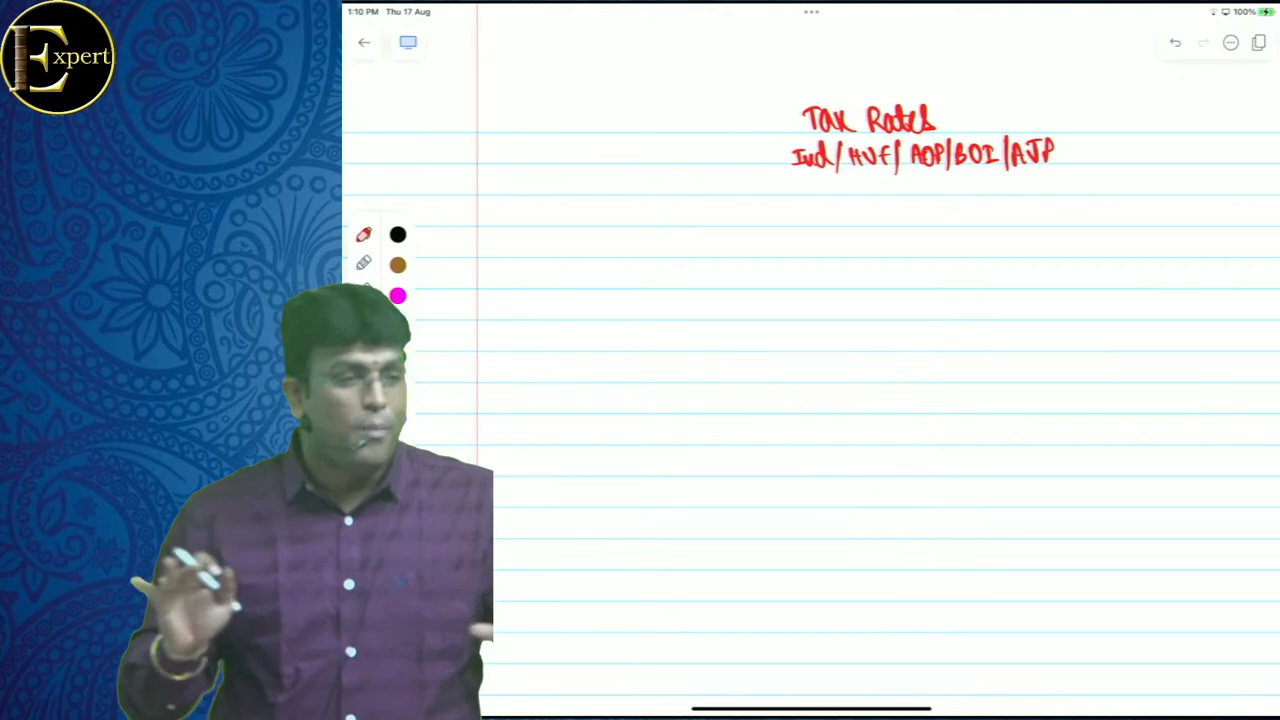 Expert
1:10 PM Thu 17 Aug
100%
Tax Rates
Ind/HUF/AOP/BOI/AJP